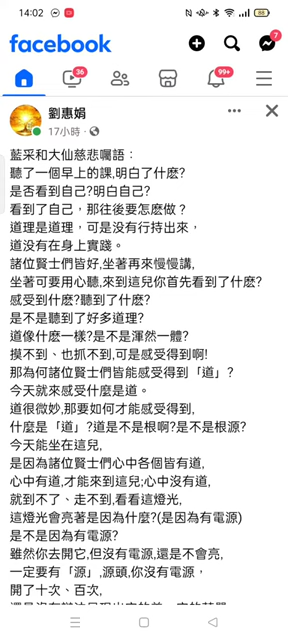 14:02
88
facebook
7
36
99+
劉惠娟
17小時
藍采和大仙慈悲囑語：
聽了一個早上的課,明白了什麽?
是否看到自己?明白自己?
看到了自己，那往後要怎麽做？
道理是道理，可是沒有行持出來，
道沒有在身上實踐。
諸位賢士們皆好,坐著再來慢慢講,
坐著可要用心聽,來到這兒你首先看到了什麽?
感受到什麽?聽到了什麽?
是不是聽到了好多道理?
道像什麽一樣?是不是渾然一體?
摸不到、也抓不到,可是感受得到啊!
那為何諸位賢士們皆能感受得到「道」?
今天就來感受什麼是道。
道很微妙,那要如何才能感受得到,
什麼是「道」?道是不是根啊?是不是根源?
今天能坐在這兒,
是因為諸位賢士們心中各個皆有道,
心中有道,才能來到這兒;心中沒有道,
就到不了、走不到,看看這燈光,
這燈光會亮著是因為什麼?(是因為有電源)
是不是因為有電源?
雖然你去開它,但沒有電源,還是不會亮,
一定要有「源」,源頭,你沒有電源，
開了十次、百次,